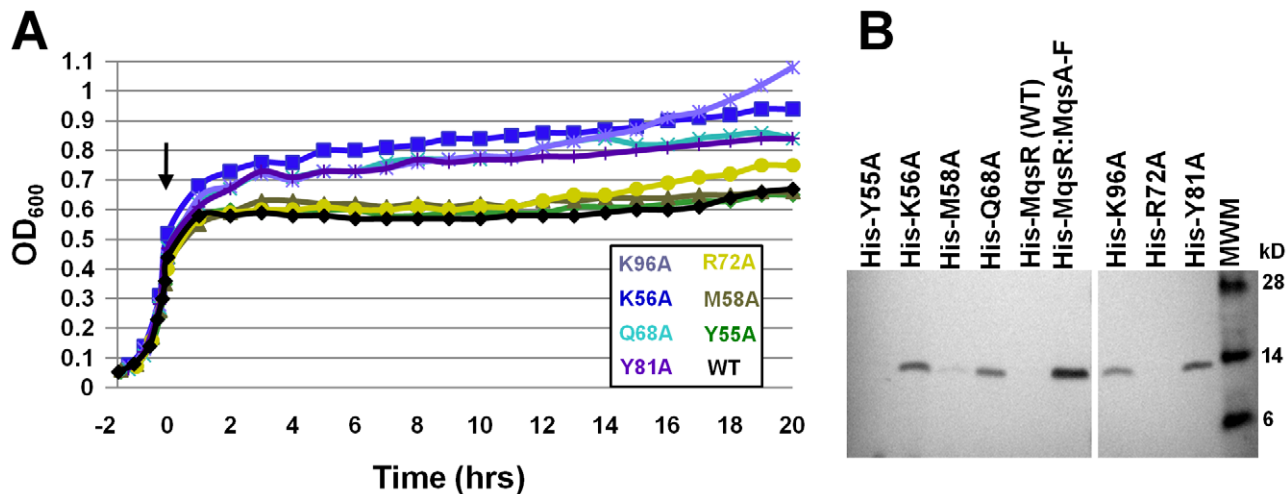 A
OD600
1.1
1
0.9
0.8
0.7
0.6
0.5
0.4
0.3
0.2
0.1
0
-2 0 2 4 6 8 10 12 14 16 18 20
Time (hrs)
K96A R72A
K56A M58A
Q68A Y55A
Y81A WT
B
His-Y55A
His-K56A
His-M58A
His-Q68A
His-MqsR (WT)
His-MqsR:MqsA-F
His-K96A
His-R72A
His-Y81A
MWM
kD
28
14
6